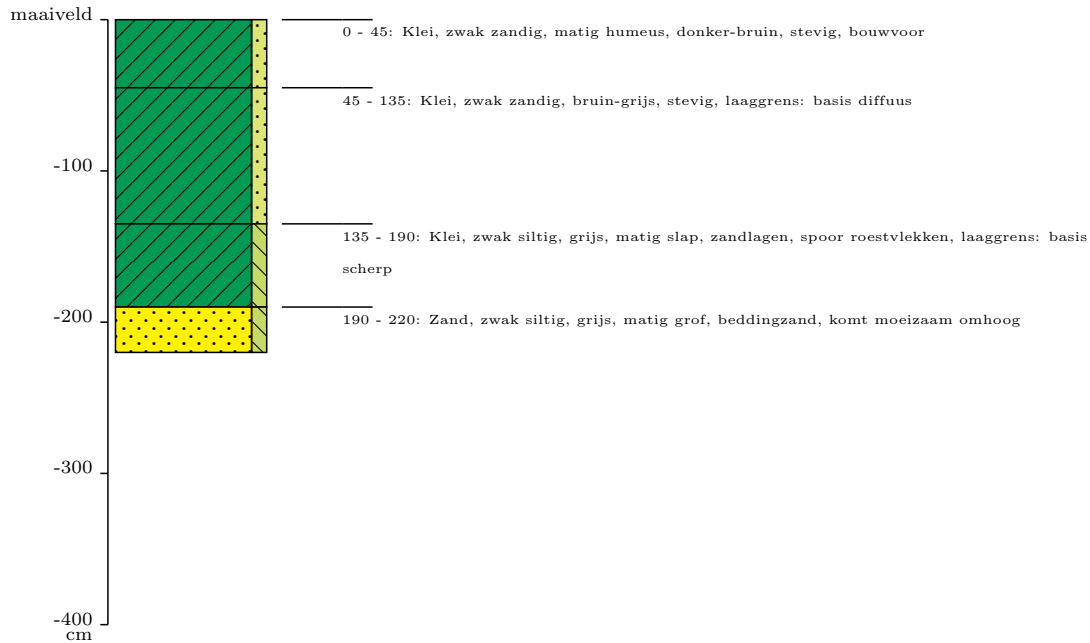 maaiveld
0 - 45: Klei, zwak zandig, matig humeus, donker-bruin, stevig, bouwvoor
45 - 135: Klei, zwak zandig, bruin-grijs, stevig, laaggrens: basis diffuus
-100
135 - 190: Klei, zwak siltig, grijs, matig slap, zandlagen, spoor roestvlekken, laaggrens: basis
scherp
-200
190 - 220: Zand, zwak siltig, grijs, matig grof, beddingzand, komt moeizaam omhoog
-300
-400
cm